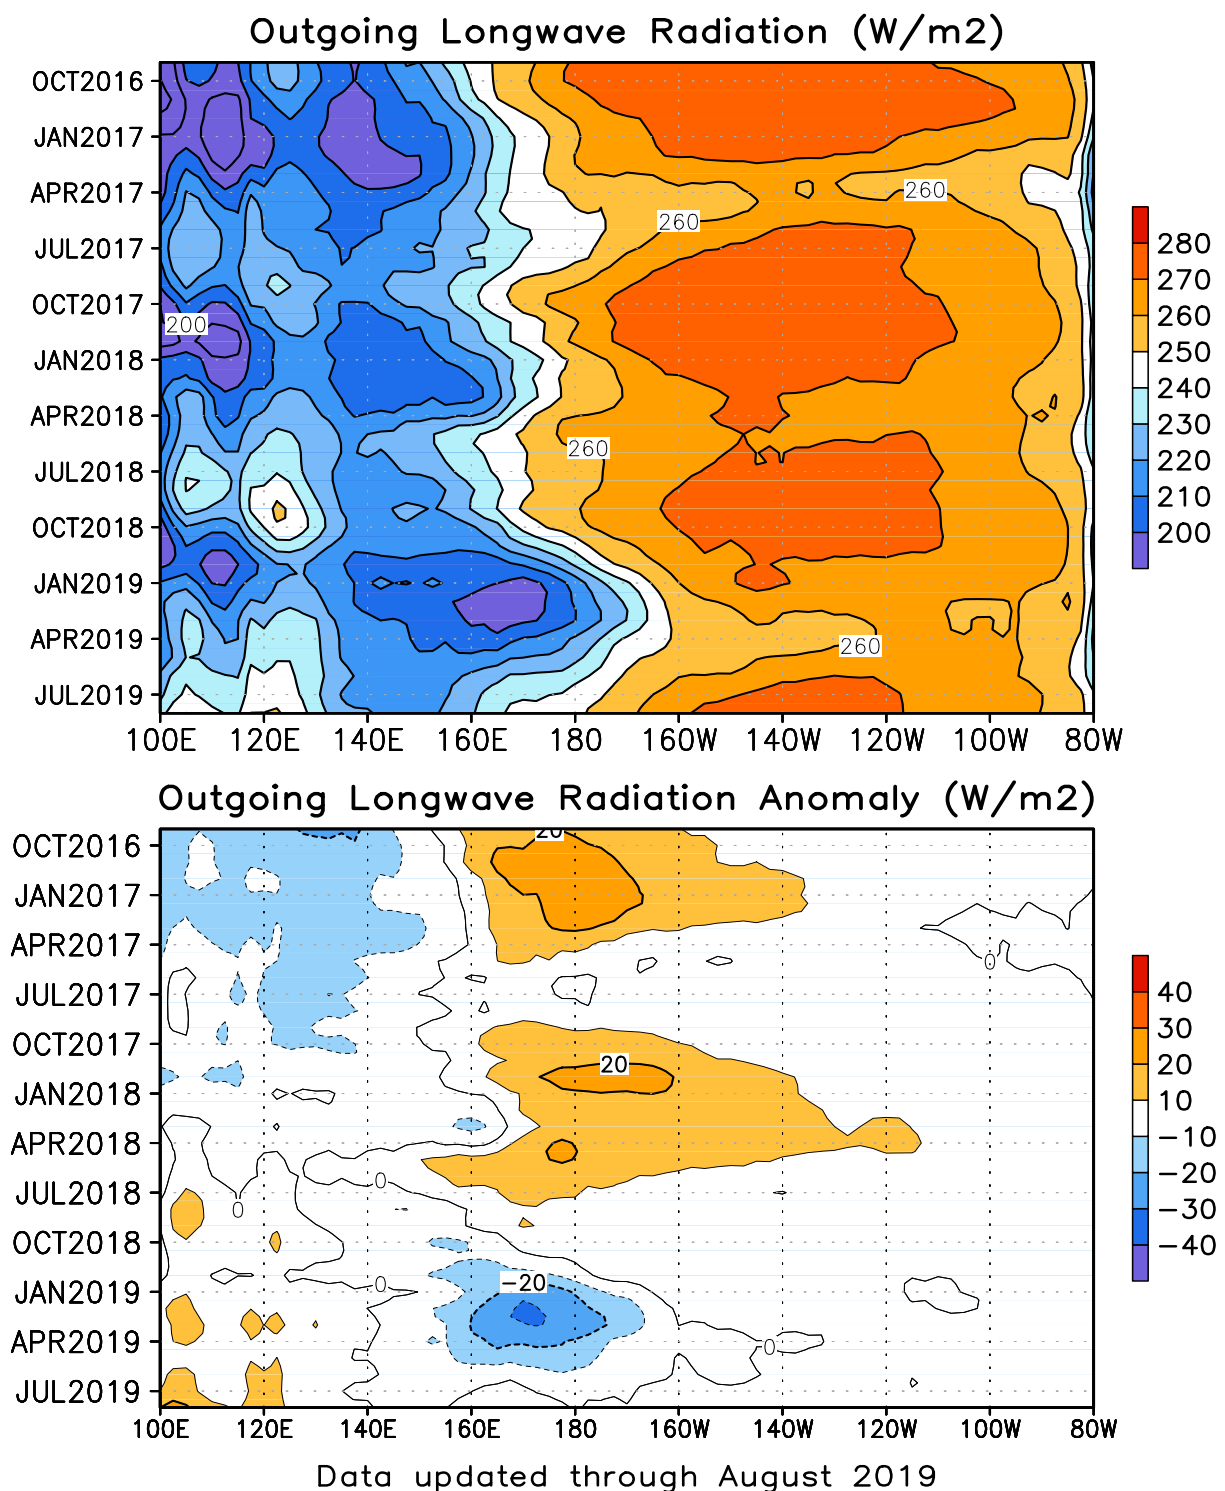 Outgoing Longwave Radiation (W/m2)
OCT2016
JAN2017
APR2017
JUL2017
OCT2017
JAN2018
APR2018
JUL2018
OCT2018
JAN2019
APR2019
JUL2019
260
260
200
260
260
100E 120E 140E 160E 180 160W 140W 120W 100W 80W
280
270
260
250
240
230
220
210
200
Outgoing Longwave Radiation Anomaly (W/m2)
OCT2016
JAN2017
APR2017
JUL2017
OCT2017
JAN2018
APR2018
JUL2018
OCT2018
JAN2019
APR2019
JUL2019
20
0
20
0
0
0
-20
0
100E 120E 140E 160E 180 160W 140W 120W 100W 80W
40
30
20
10
-10
-20
-30
-40
Data updated through August 2019